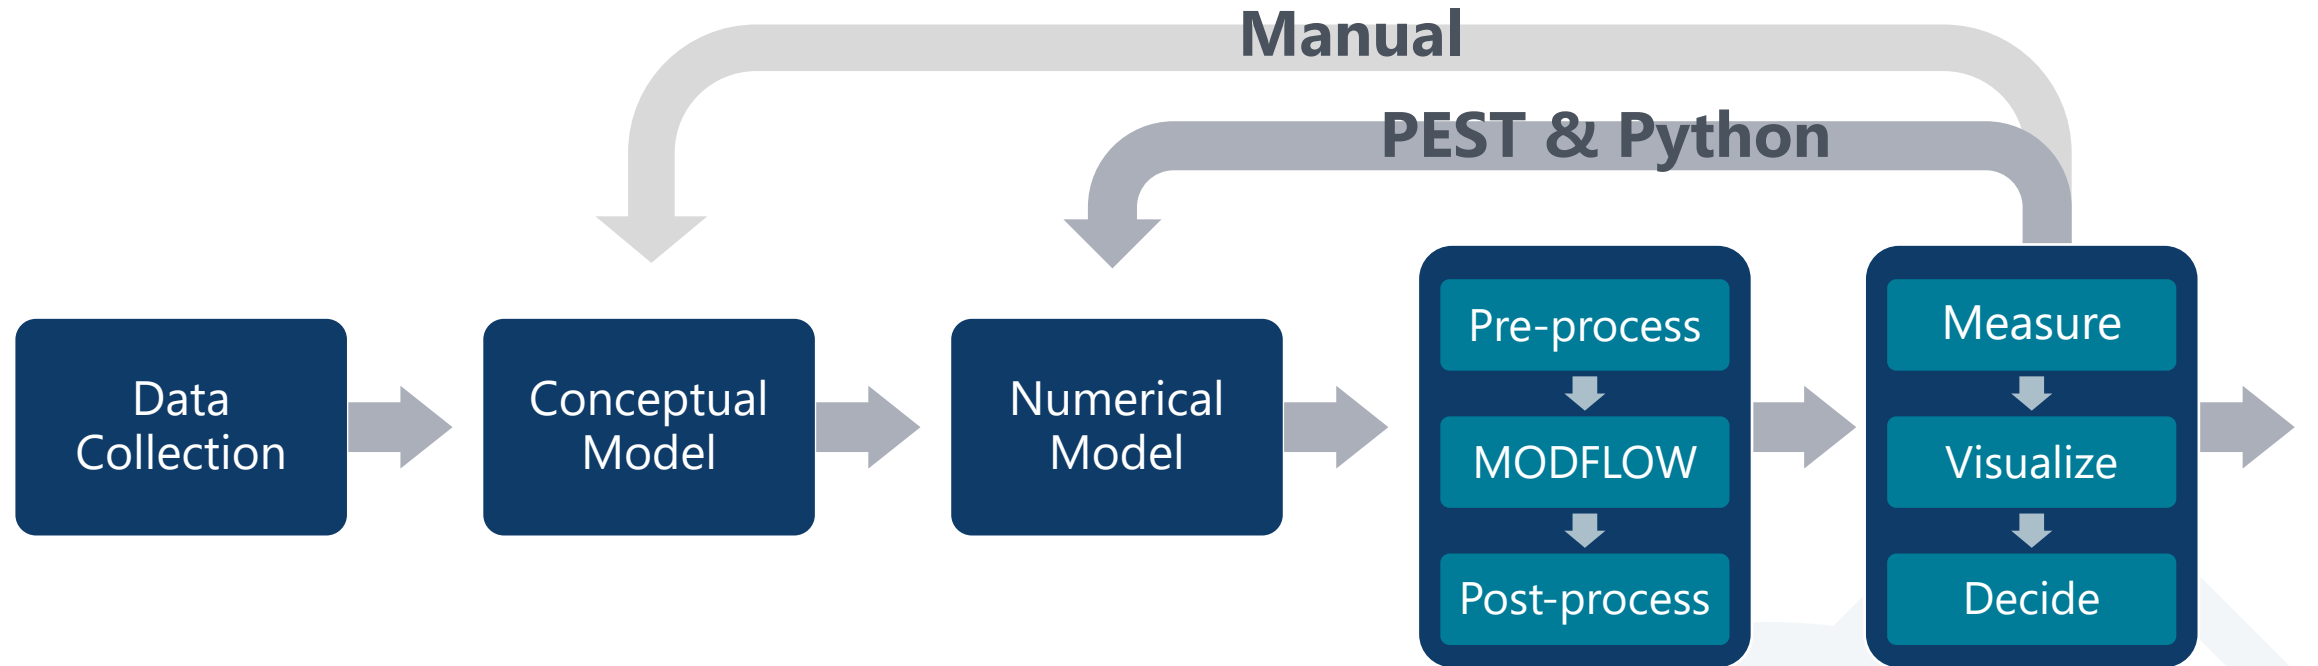 Manual
PEST & Python
Data
Collection
Conceptual
Model
Numerical
Model
Pre-process
MODFLOW
Post-process
Measure
Visualize
Decide